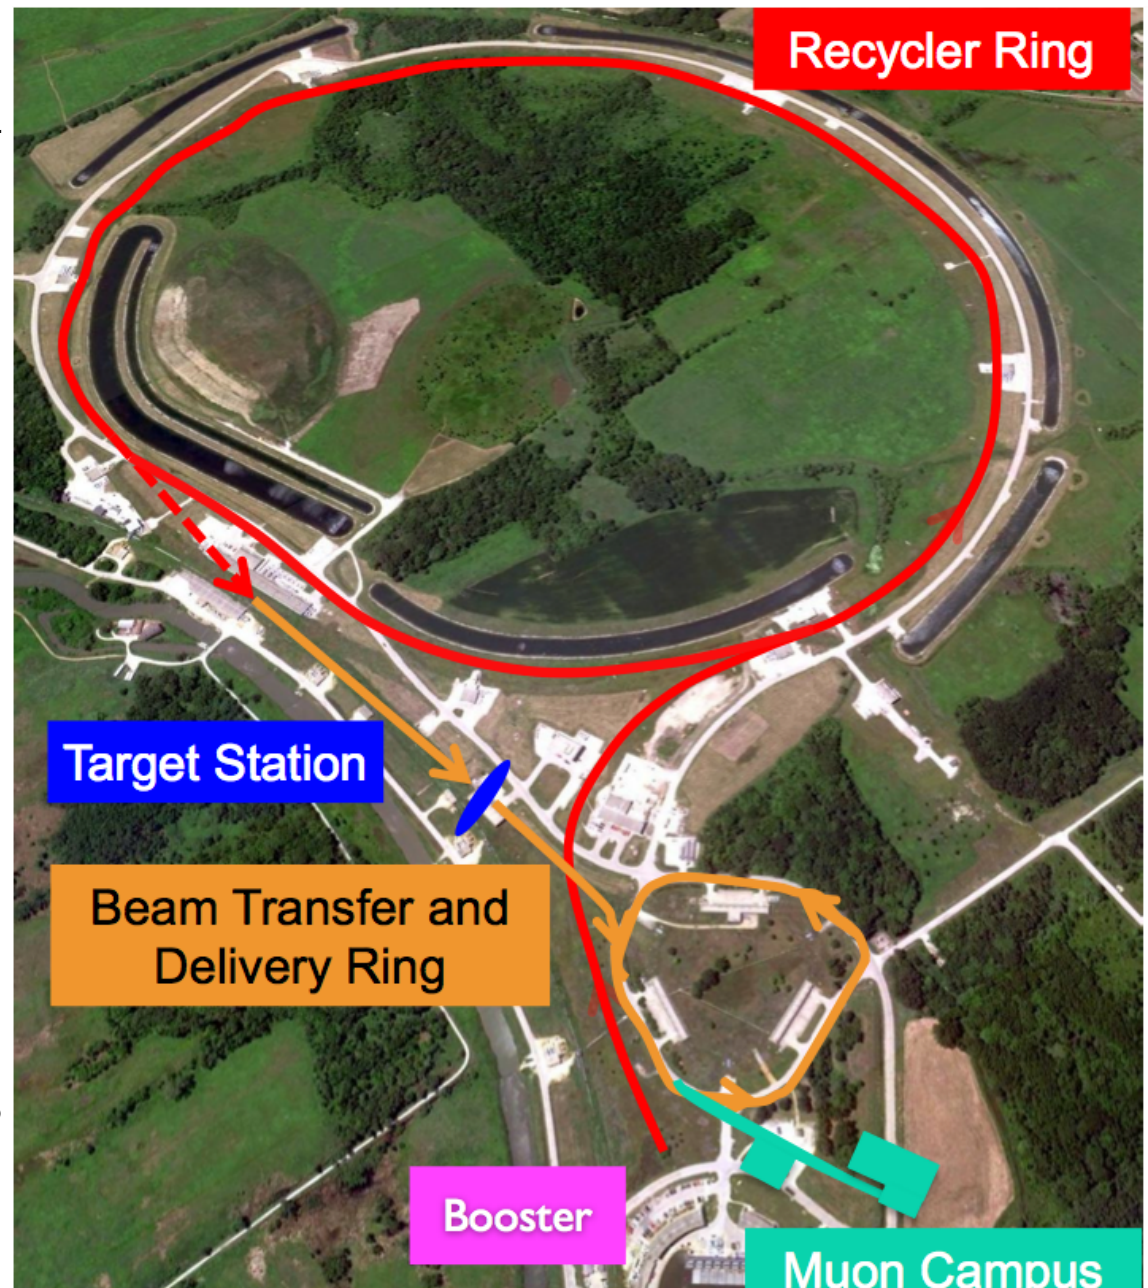 Recycler Ring
Target Station
Beam Transfer and
Delivery Ring
Booster
Muon Campus